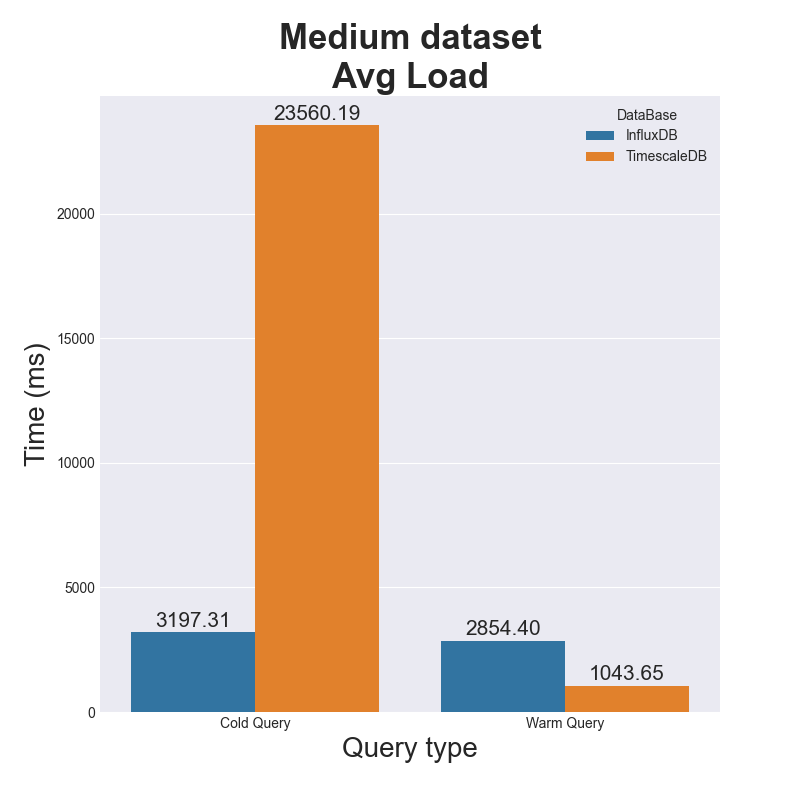 Medium dataset
Avg Load
23560.19
DataBase
InfluxDB
TimescaleDB
20000
15000
Time (ms)
10000
5000
3197.31
2854.40
1043.65
0
Cold Query
Warm Query
Query type